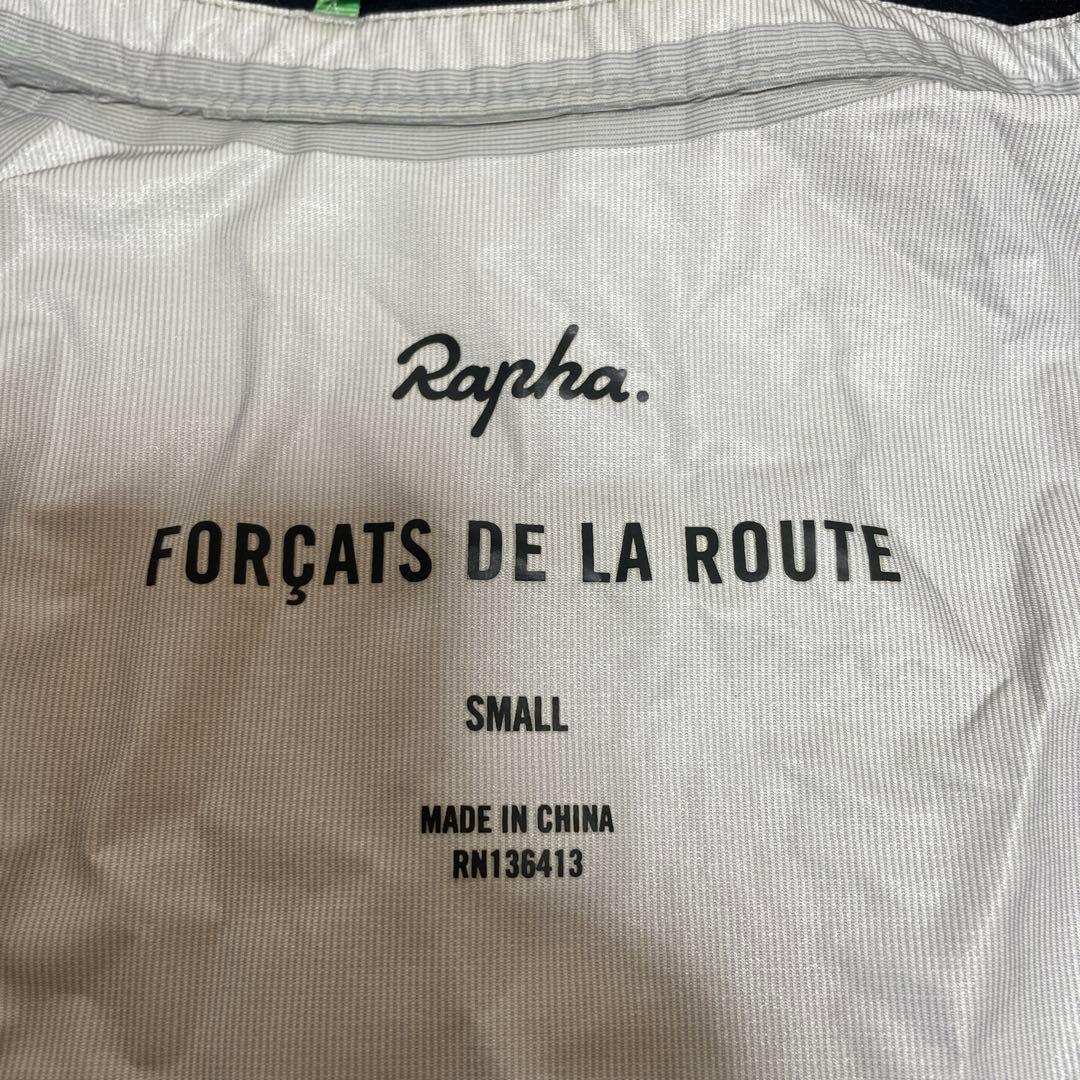 Rapha.
FORÇATS DE LA ROUTE
SMALL
MADE IN CHINA
RN136413